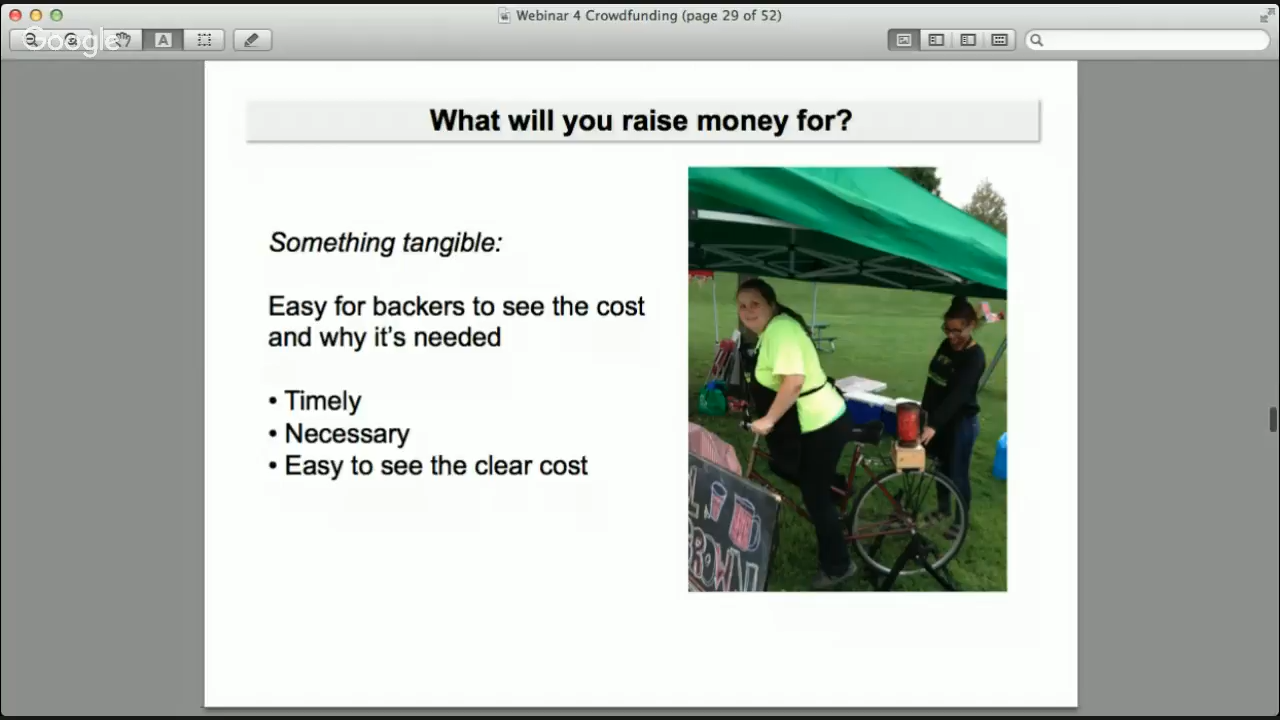 Webinar 4 Crowdfunding (page 29 of 52)
Google
A
What will you raise money for?
Something tangible:
Easy for backers to see the cost
and why it's needed
• Timely
• Necessary
• Easy to see the clear cost